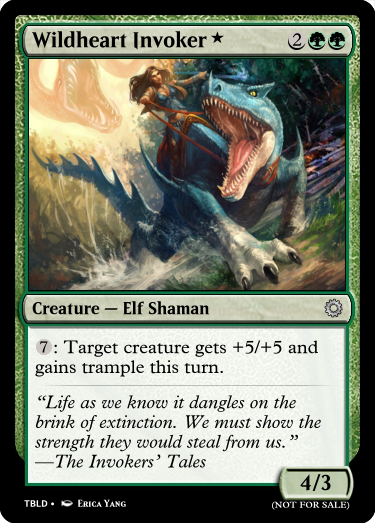 Wildheart Invoker ★ 2
Creature — Elf Shaman
7: Target creature gets +5/+5 and
gains trample this turn.
“Life as we know it dangles on the
brink of extinction. We must show the
strength they would steal from us.”
—The Invokers’ Tales
4/3
TBLD • Erica Yang
(NOT FOR SALE)